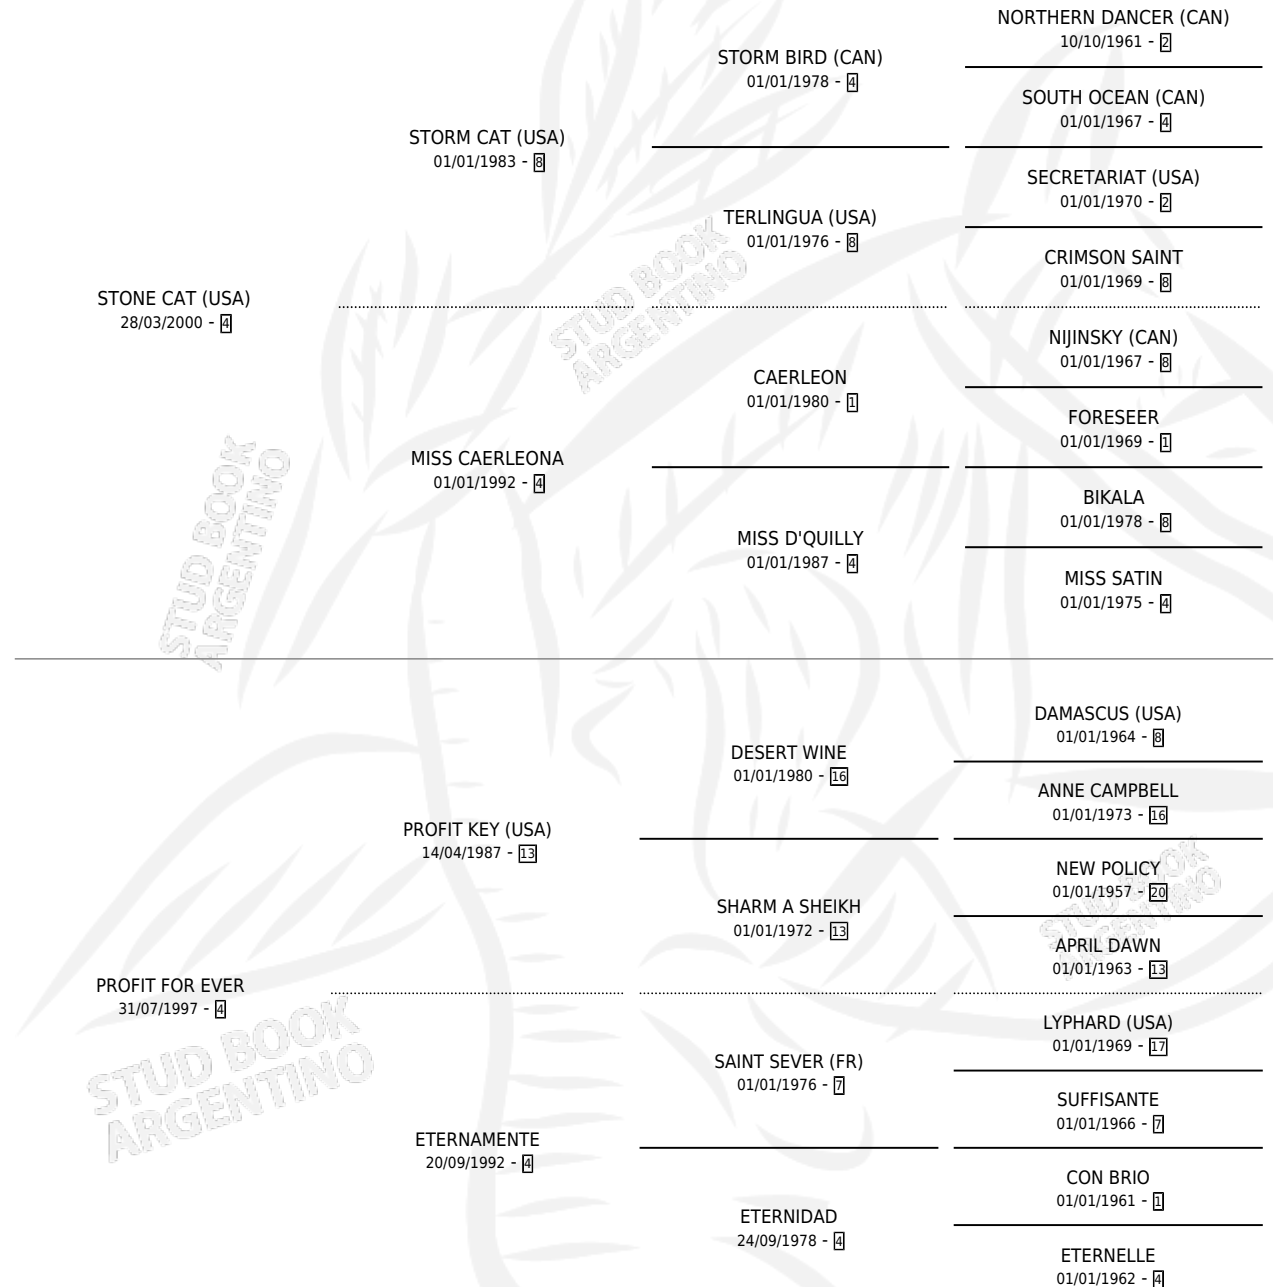 NORTHERN DANCER (CAN)
10/10/1961 - 2
STORM BIRD (CAN)
01/01/1978 - 4
SOUTH OCEAN (CAN)
01/01/1967 - 4
STORM CAT (USA)
01/01/1983 - 8
SECRETARIAT (USA)
01/01/1970 - 2
TERLINGUA (USA)
01/01/1976 - 8
CRIMSON SAINT
01/01/1969 - 8
STONE CAT (USA)
28/03/2000 - 4
STUD BOOK
ARGENTINO
NIJINSKY (CAN)
01/01/1967 - 8
CAERLEON
01/01/1980 - 1
FORESEER
01/01/1969 - 1
MISS CAERLEONA
01/01/1992 - 4
BIKALA
01/01/1978 - 8
MISS D'QUILLY
01/01/1987 - 4
MISS SATIN
01/01/1975 - 4
STUD BOOK
ARGENTINO
DAMASCUS (USA)
01/01/1964 - 8
DESERT WINE
01/01/1980 - 16
ANNE CAMPBELL
01/01/1973 - 16
PROFIT KEY (USA)
14/04/1987 - 13
NEW POLICY
01/01/1957 - 20
SHARM A SHEIKH
01/01/1972 - 13
STUD BOOK
ARGENTINO
APRIL DAWN
01/01/1963 - 13
PROFIT FOR EVER
31/07/1997 - 4
LYPHARD (USA)
01/01/1969 - 17
SAINT SEVER (FR)
01/01/1976 - 7
SUFFISANTE
01/01/1966 - 7
STUD BOOK
ARGENTINO
ETERNAMENTE
20/09/1992 - 4
CON BRIO
01/01/1961 - 1
ETERNIDAD
24/09/1978 - 4
ETERNELLE
01/01/1962 - 4